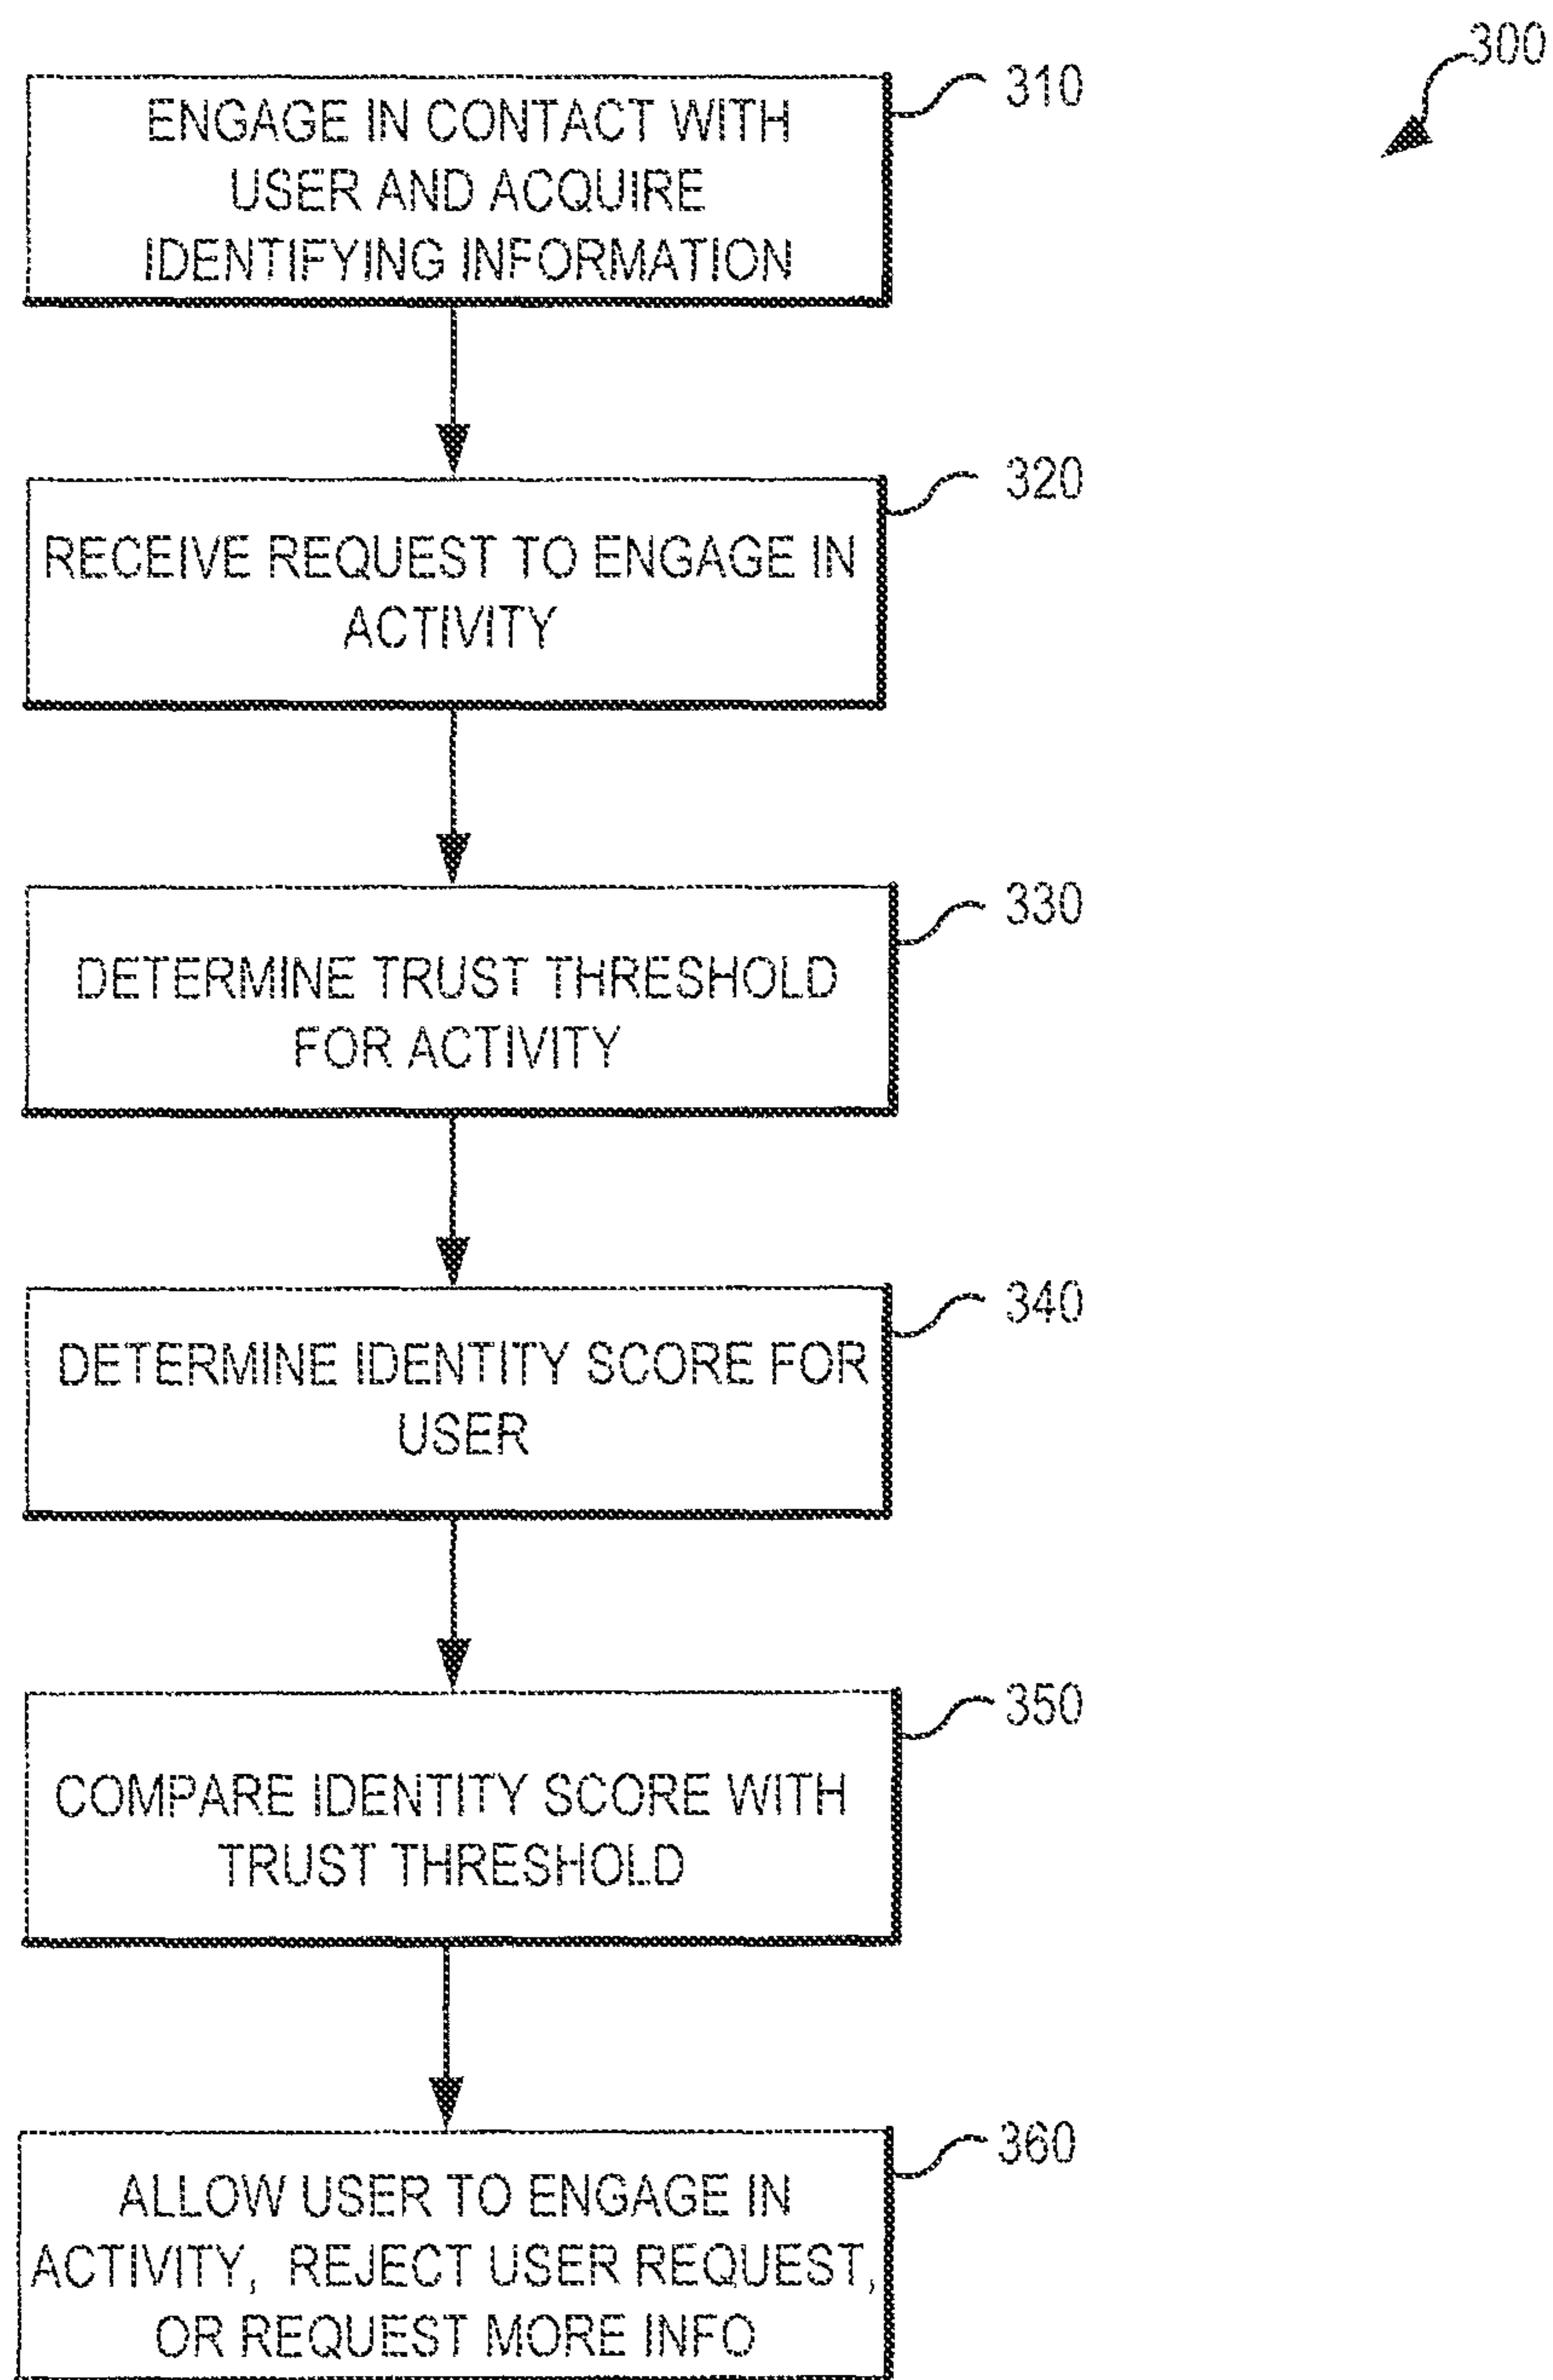 300
310
ENGAGE IN CONTACT WITH
USER AND ACQUIRE
IDENTIFYING INFORMATION
320
RECEIVE REQUEST TO ENGAGE IN
ACTIVITY
330
DETERMINE TRUST THRESHOLD
FOR ACTIVITY
340
DETERMINE IDENTITY SCORE FOR
USER
350
COMPARE IDENTITY SCORE WITH
TRUST THRESHOLD
360
ALLOW USER TO ENGAGE IN
ACTIVITY, REJECT USER REQUEST,
OR REQUEST MORE INFO